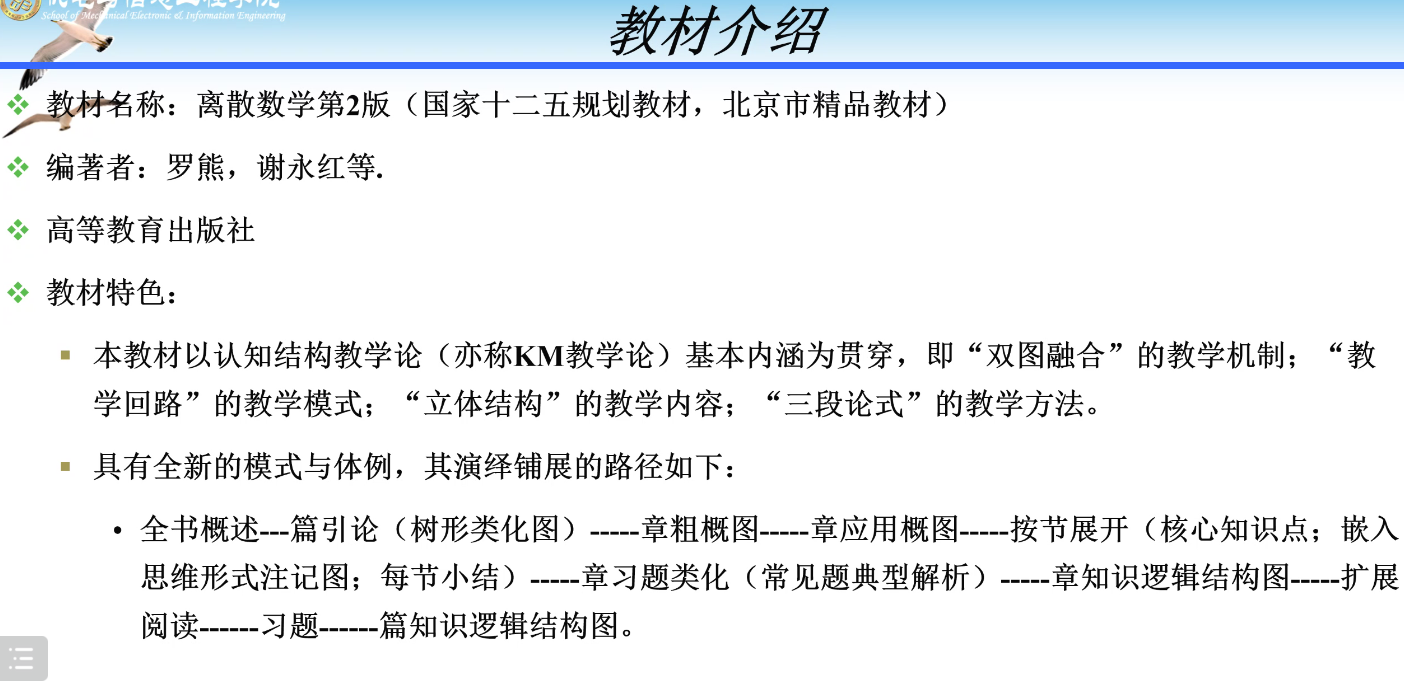 School of Mechanical Electronic & Information Engineering
教材介绍
教材名称：离散数学第2版（国家十二五规划教材，北京市精品教材）
编著者：罗熊，谢永红等.
高等教育出版社
教材特色：
本教材以认知结构教学论（亦称KM教学论）基本内涵为贯穿，即“双图融合”的教学机制；“教
学回路”的教学模式；“立体结构”的教学内容；“三段论式”的教学方法。
具有全新的模式与体例，其演绎铺展的路径如下：
全书概述---篇引论（树形类化图）-----章粗概图-----章应用概图-----按节展开（核心知识点；嵌入
思维形式注记图；每节小结）-----章习题类化（常见题典型解析）-----章知识逻辑结构图-----扩展
阅读------习题------篇知识逻辑结构图。